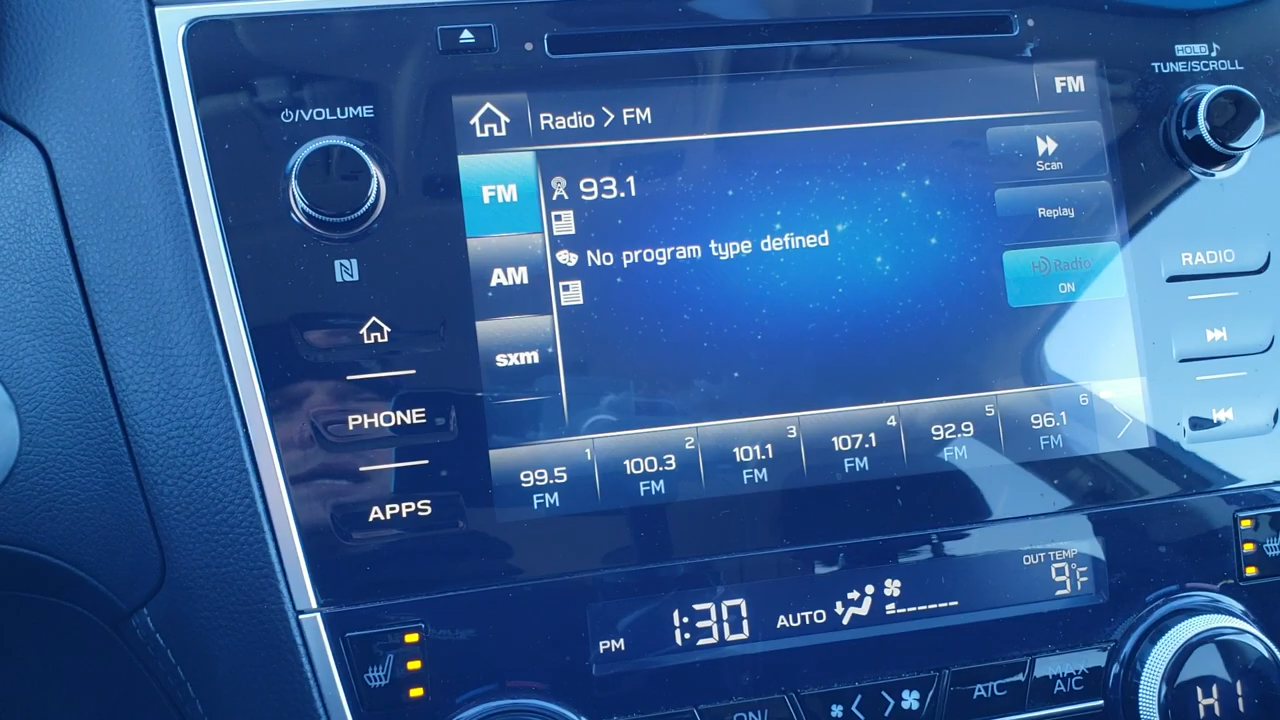 HOLD
TUNE/SCROLL
⏻/VOLUME
Radio > FM
FM
FM
AM
sxm
93.1
No program type defined
Scan
Replay
HD Radio
ON
RADIO
PHONE
APPS
1
99.5
FM
2
100.3
FM
3
101.1
FM
4
107.1
FM
5
92.9
FM
6
96.1
FM
PM 1:30 AUTO
OUT TEMP
9°F
ON/
A/C
MAX
A/C
HI